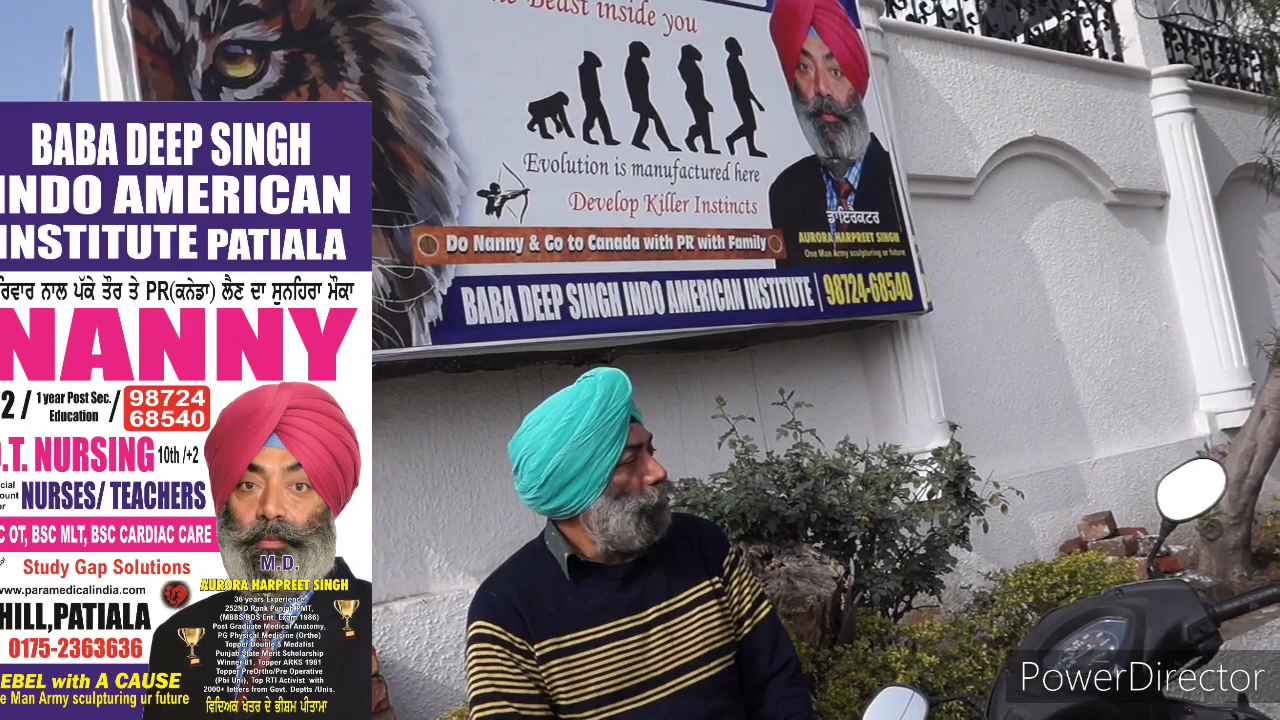 Beast inside you
Evolution is manufactured here
Develop Killer Instincts
ਡਾਇਰੈਕਟਰ
AURORA HARPREET SINGH
One Man Army sculpturing ur future
Do Nanny & Go to Canada with PR with Family
BABA DEEP SINGH INDO AMERICAN INSTITUTE | 98724-68540
BABA DEEP SINGH
INDO AMERICAN
INSTITUTE PATIALA
ਨਾਲ ਪੱਕੇ ਤੌਰ ਤੇ PR(ਕਨੇਡਾ) ਲੈਣ ਦਾ ਸੁਨਹਿਰਾ ਮੌਕਾ
NANNY
2 / 1 year Post Sec. Education / 98724 68540
.T. NURSING 10th /+2
NURSES/ TEACHERS
OT, BSC MLT, BSC CARDIAC CARE
Study Gap Solutions
www.paramedicalindia.com
HILL,PATIALA
0175-2363636
EBEL with A CAUSE
Man Army sculpturing ur future
M.D.
AURORA HARPREET SINGH
36 years Experience
252ND Rank Punjab PMT,
(MBBS/BDS Ent. Exam 1986)
Post Graduate Medical Anatomy,
PG Physical Medicine (Ortho)
Topper Double S Medalist
Punjab State Merit Scholarship
Winner 81, Topper ARKS 1981
Topper PreOrtho/Pre Operative
(Pbi Uni), Top RTI Activist with
2000+ letters from Govt. Deptts /Unis.
ਵਿਦਿਅਕ ਖੇਤਰ ਦੇ ਭੀਸ਼ਮ ਪਿਤਾਮਾ
PowerDirector